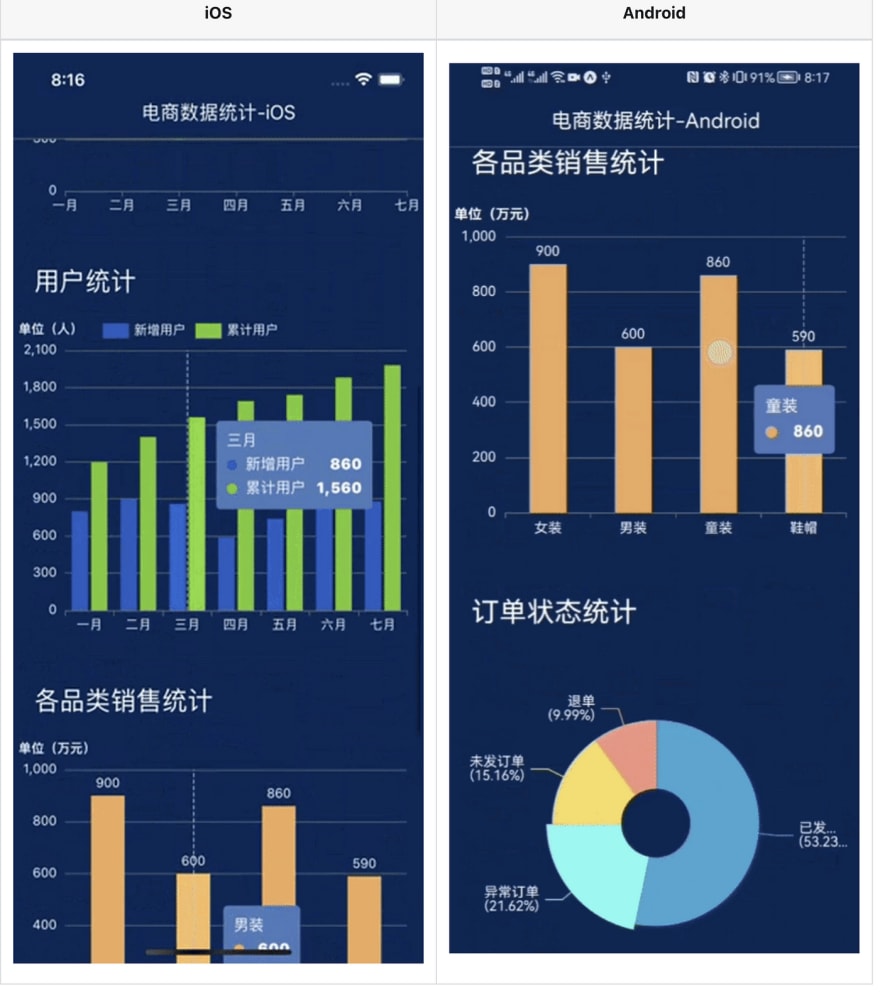 iOS
Android
8:16
电商数据统计-iOS
0
一月 二月 三月 四月 五月 六月 七月
用户统计
单位（人） 新增用户 累计用户
2,100
1,800
1,500
1,200
900
600
300
0
三月
新增用户 860
累计用户 1,560
一月 二月 三月 四月 五月 六月 七月
各品类销售统计
单位（万元）
1,000
800
600
400
900
600
860
590
男装
600
91% 8:17
电商数据统计-Android
各品类销售统计
单位（万元）
1,000
800
600
400
200
0
900
600
860
590
童装
860
女装 男装 童装 鞋帽
订单状态统计
退单
(9.99%)
未发订单
(15.16%)
异常订单
(21.62%)
已发...
(53.23...